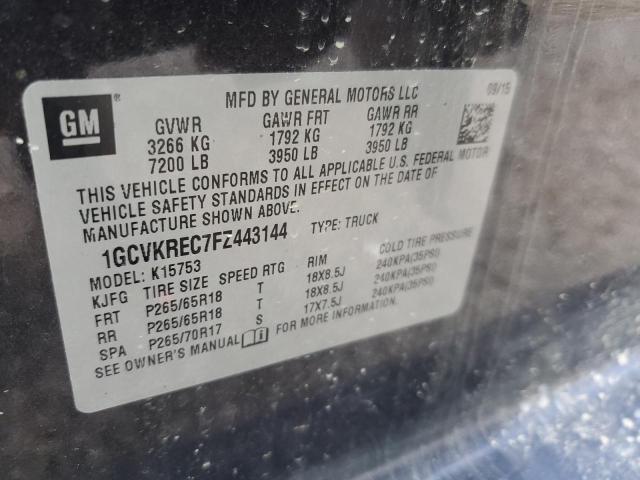 GM®
MFD BY GENERAL MOTORS LLC 09/15
GVWR GAWR FRT GAWR RR
3266 KG 1792 KG 1792 KG
7200 LB 3950 LB 3950 LB
THIS VEHICLE CONFORMS TO ALL APPLICABLE U.S. FEDERAL MOTOR
VEHICLE SAFETY STANDARDS IN EFFECT ON THE DATE OF
MANUFACTURE SHOWN ABOVE.
1GCVKREC7FZ443144 TYPE: TRUCK
MODEL: K15753
KJFG TIRE SIZE SPEED RTG RIM COLD TIRE PRESSURE
FRT P265/65R18 T 18X8.5J 240KPA(35PSI)
RR P265/65R18 T 18X8.5J 240KPA(35PSI)
SPA P265/70R17 S 17X7.5J 240KPA(35PSI)
SEE OWNER'S MANUAL FOR MORE INFORMATION.